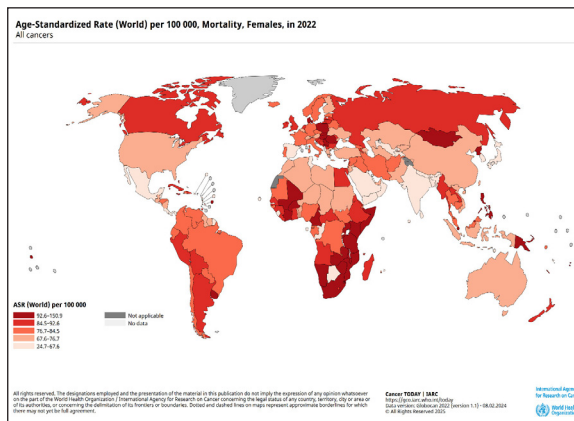 Age-Standardized Rate (World) per 100 000, Mortality, Females, in 2022
All cancers
ASR (World) per 100 000
92.6–150.9
84.5–92.6
76.7–84.5
67.6–76.7
24.7–67.6
Not applicable
No data
All rights reserved. The designations employed and the presentation of the material in this publication do not imply the expression of any opinion whatsoever
on the part of the World Health Organization / International Agency for Research on Cancer concerning the legal status of any country, territory, city or area or
of its authorities, or concerning the delimitation of its frontiers or boundaries. Dotted and dashed lines on maps represent approximate borderlines for which
there may not yet be full agreement.
Cancer TODAY | IARC
https://gco.iarc.who.int/today
Data version: Globocan 2022 (version 1.1) - 08.02.2024
© All Rights Reserved 2025
International Agen
for Research on Can
World He